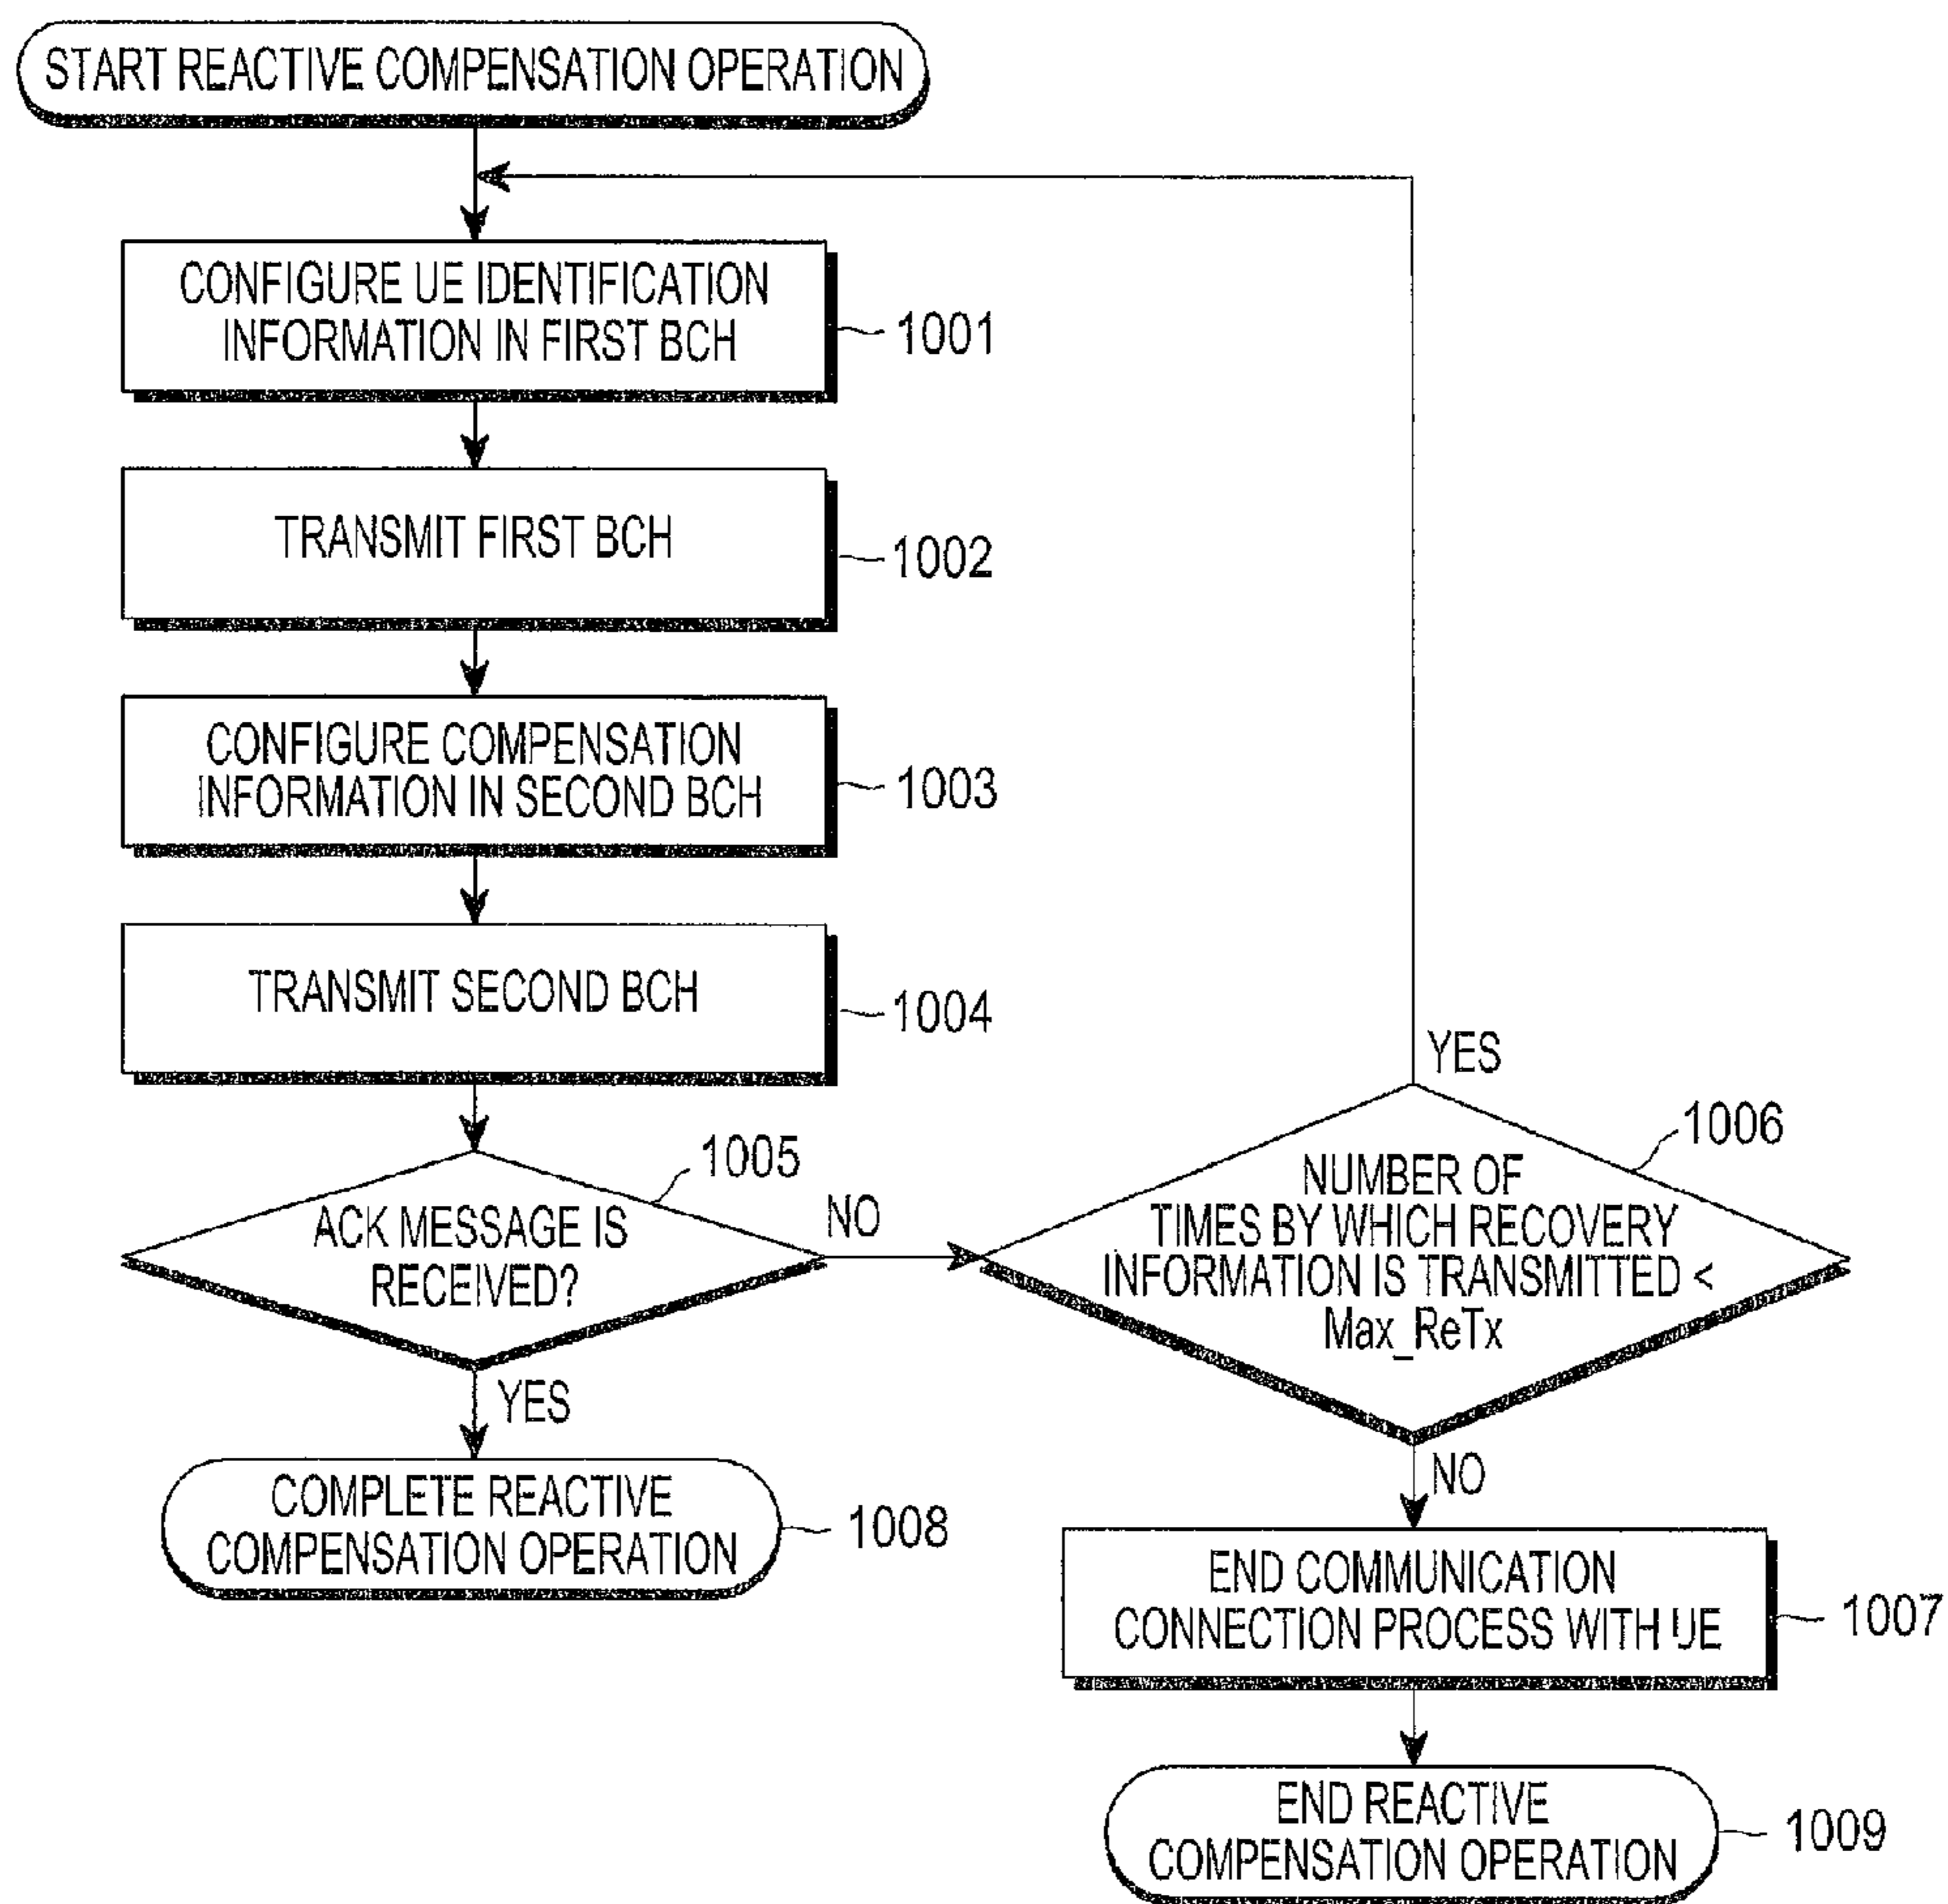 START REACTIVE COMPENSATION OPERATION
CONFIGURE UE IDENTIFICATION
INFORMATION IN FIRST BCH
1001
TRANSMIT FIRST BCH
1002
CONFIGURE COMPENSATION
INFORMATION IN SECOND BCH
1003
TRANSMIT SECOND BCH
1004
1005
ACK MESSAGE IS
RECEIVED?
NO
YES
1006
NUMBER OF
TIMES BY WHICH RECOVERY
INFORMATION IS TRANSMITTED <
Max_ReTx
YES
NO
COMPLETE REACTIVE
COMPENSATION OPERATION
1008
END COMMUNICATION
CONNECTION PROCESS WITH UE
1007
END REACTIVE
COMPENSATION OPERATION
1009